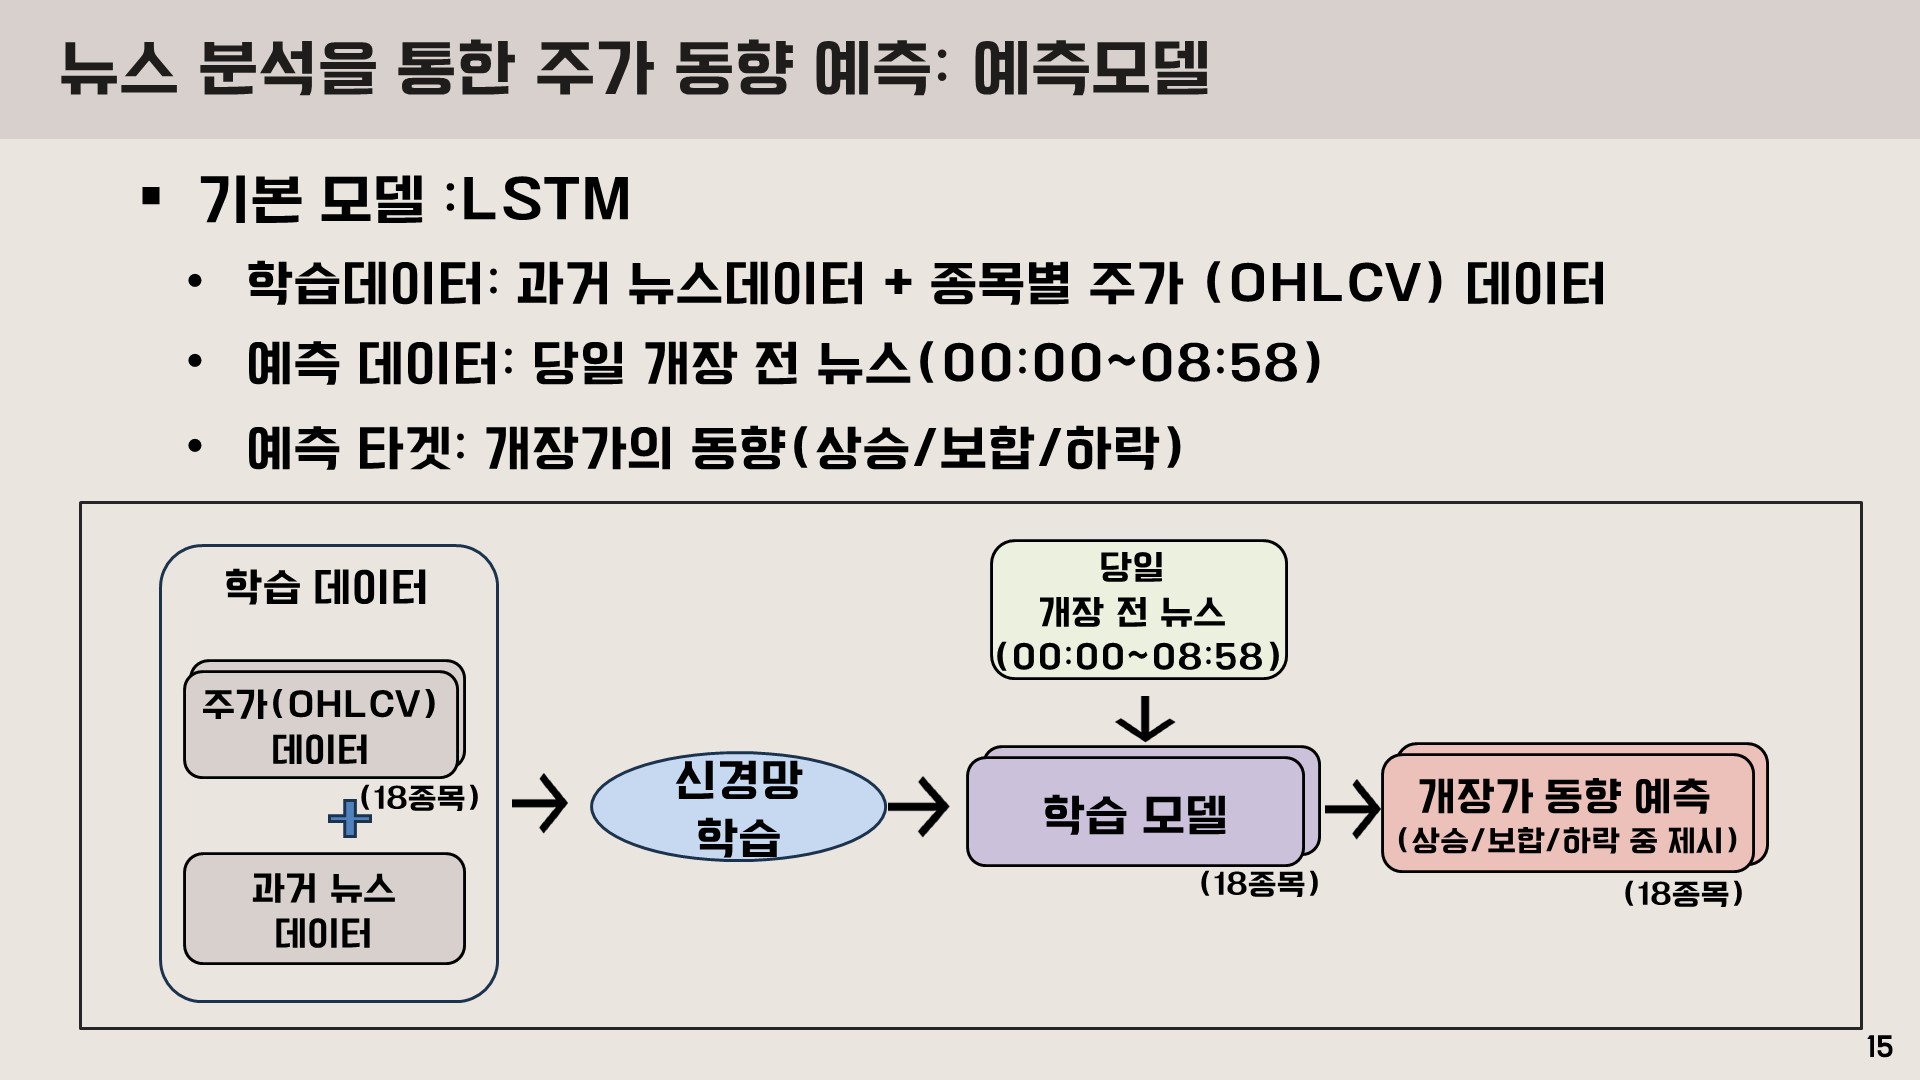 뉴스 분석을 통한 주가 동향 예측: 예측모델
▪ 기본 모델 :LSTM
• 학습데이터: 과거 뉴스데이터 + 종목별 주가 (OHLCV) 데이터
• 예측 데이터: 당일 개장 전 뉴스(00:00~08:58)
• 예측 타겟: 개장가의 동향(상승/보합/하락)
학습 데이터
주가(OHLCV)
데이터
(18종목)
과거 뉴스
데이터
신경망
학습
당일
개장 전 뉴스
(00:00~08:58)
학습 모델
(18종목)
개장가 동향 예측
(상승/보합/하락 중 제시)
(18종목)
15